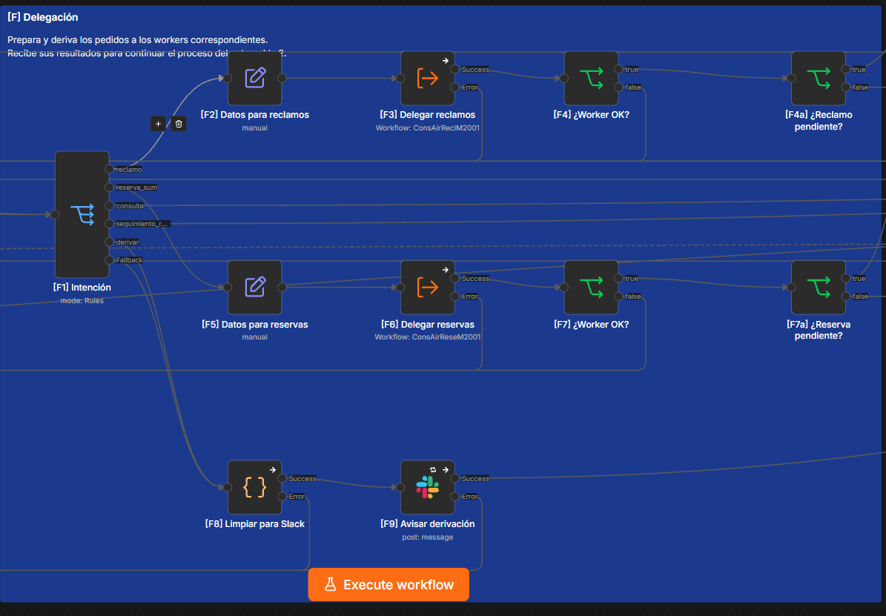 [F] Delegación
Prepara y deriva los pedidos a los workers correspondientes.
Recibe sus resultados para continuar el proceso del
[F2] Datos para reclamos
manual
Success
Error
[F3] Delegar reclamos
Workflow: ConsAirReclM2001
true
false
[F4] ¿Worker OK?
true
false
[F4a] ¿Reclamo
pendiente?
reclamo
reserva_sum
consulta
seguimiento_r...
derivar
Fallback
[F1] Intención
mode: Rules
[F5] Datos para reservas
manual
Success
Error
[F6] Delegar reservas
Workflow: ConsAirReseM2001
true
false
[F7] ¿Worker OK?
true
false
[F7a] ¿Reserva
pendiente?
{ }
Success
Error
[F8] Limpiar para Slack
Success
Error
[F9] Avisar derivación
post: message
Execute workflow